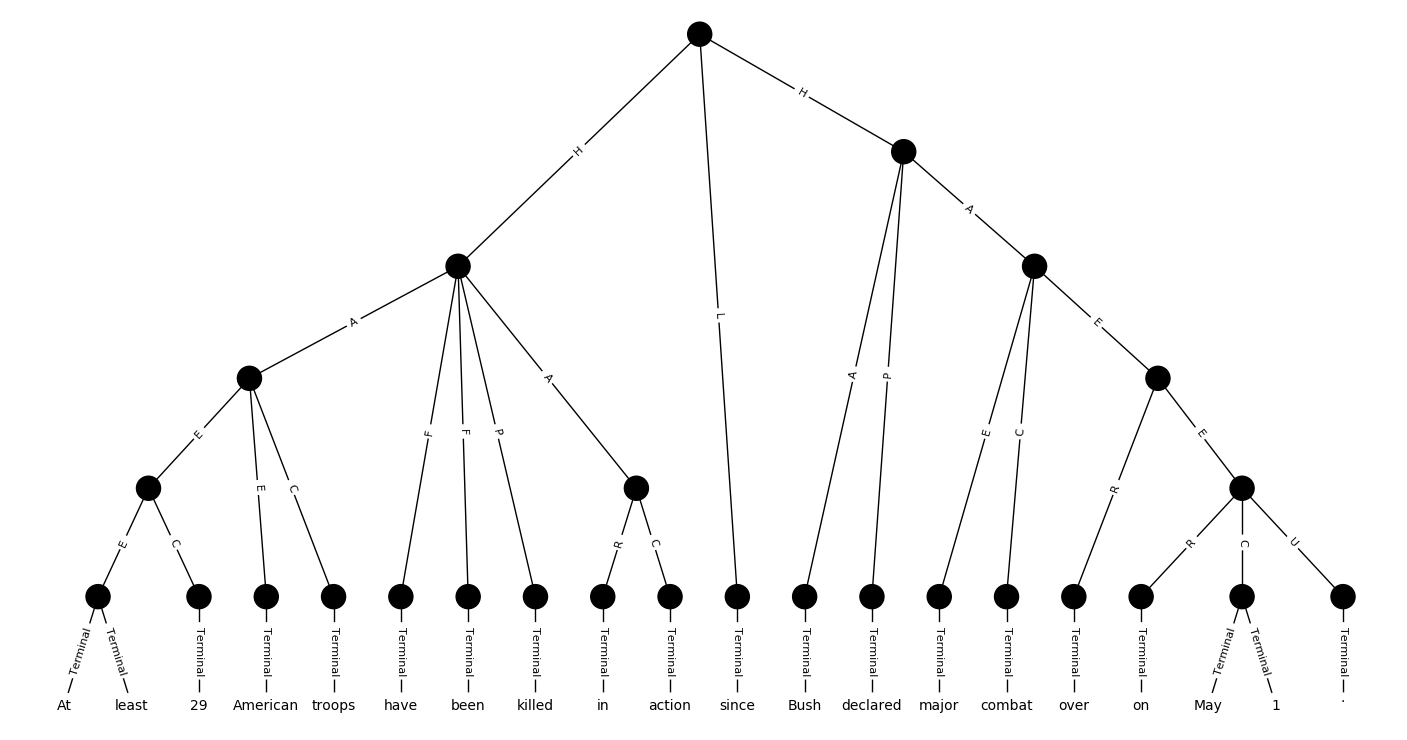 H
H
A
A
E
A
F
F
P
A
L
A
P
E
C
E
E
C
E
C
R
C
R
E
R
C
U
Terminal Terminal Terminal Terminal Terminal Terminal Terminal Terminal Terminal Terminal Terminal Terminal Terminal Terminal Terminal Terminal Terminal Terminal Terminal Terminal
At least 29 American troops have been killed in action since Bush declared major combat over on May 1 .